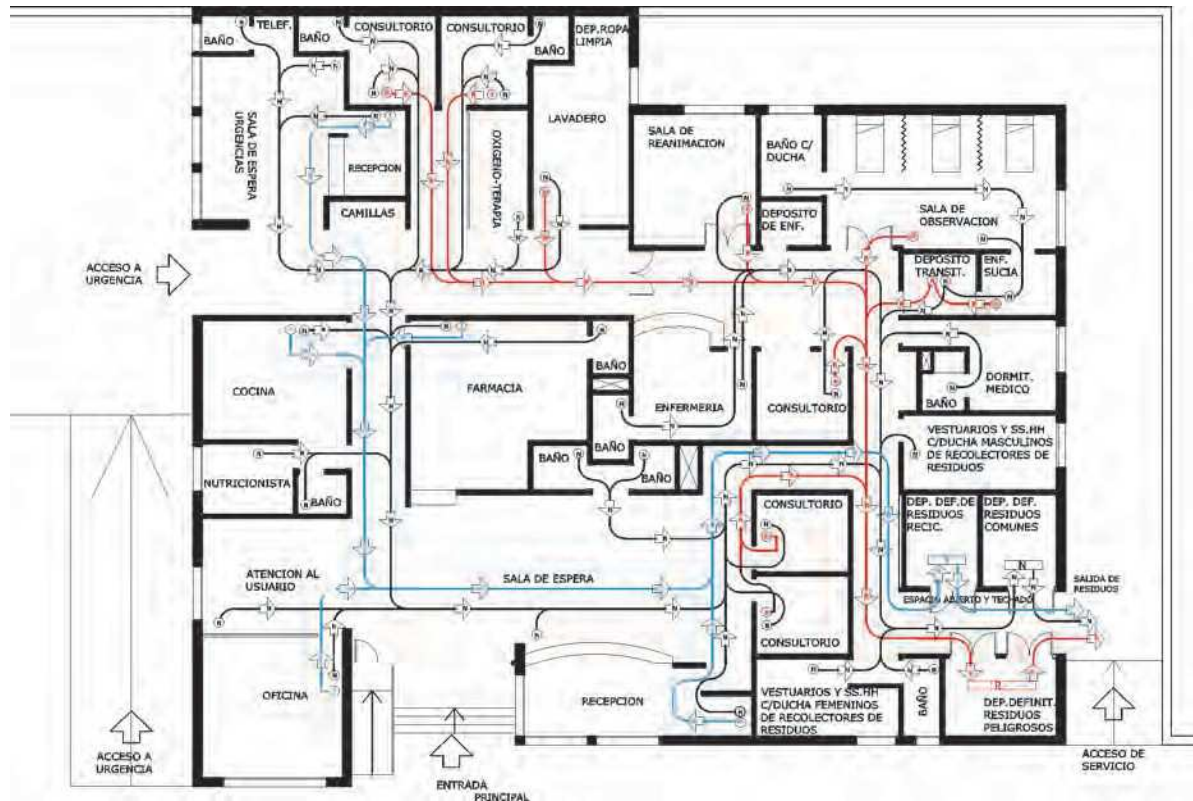 TELEF.
BAÑO
BAÑO
CONSULTORIO
CONSULTORIO
BAÑO
DEP.ROPA
LIMPIA
SALA DE ESPERA
URGENCIAS
RECEPCION
CAMILLAS
OXIGENO-TERAPIA
LAVADERO
SALA DE
REANIMACION
BAÑO C/
DUCHA
DEPOSITO
DE ENF.
SALA DE
OBSERVACION
DEPOSITO
TRANSIT.
ENF.
SUCIA
ACCESO A
URGENCIA
COCINA
FARMACIA
BAÑO
BAÑO
ENFERMERIA
CONSULTORIO
DORMIT.
MEDICO
BAÑO
VESTUARIOS Y SS.HH
C/DUCHA MASCULINOS
DE RECOLECTORES DE
RESIDUOS
NUTRICIONISTA
BAÑO
BAÑO
BAÑO
CONSULTORIO
DEP. DEF.DE
RESIDUOS
RECIC.
DEP. DEF.
RESIDUOS
COMUNES
N
ATENCION AL
USUARIO
SALA DE ESPERA
ESPACIO ABIERTO Y TECHADO
SALIDA DE
RESIDUOS
CONSULTORIO
OFICINA
RECEPCION
VESTUARIOS Y SS.HH
C/DUCHA FEMENINOS
DE RECOLECTORES DE
RESIDUOS
BAÑO
R
DEP.DEFINIT.
RESIDUOS
PELIGROSOS
ACCESO A
URGENCIA
ENTRADA
PRINCIPAL
ACCESO DE
SERVICIO